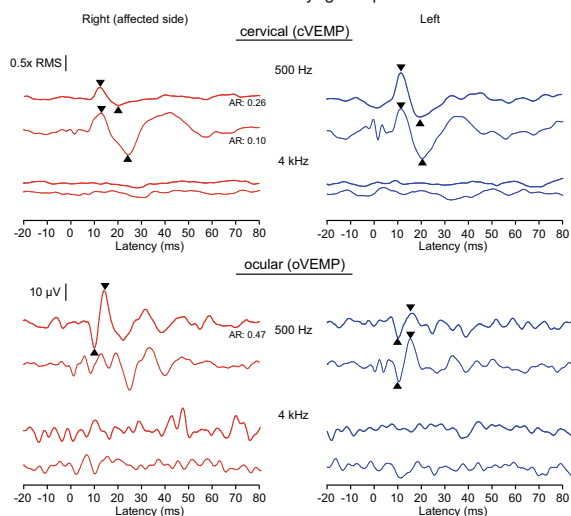 Right (affected side)
Left
cervical (cVEMP)
0.5x RMS
500 Hz
AR: 0.26
AR: 0.10
4 kHz
-20 -10 0 10 20 30 40 50 60 70 80
-20 -10 0 10 20 30 40 50 60 70 80
Latency (ms)
Latency (ms)
ocular (oVEMP)
10 µV
500 Hz
AR: 0.47
4 kHz
-20 -10 0 10 20 30 40 50 60 70 80
-20 -10 0 10 20 30 40 50 60 70 80
Latency (ms)
Latency (ms)